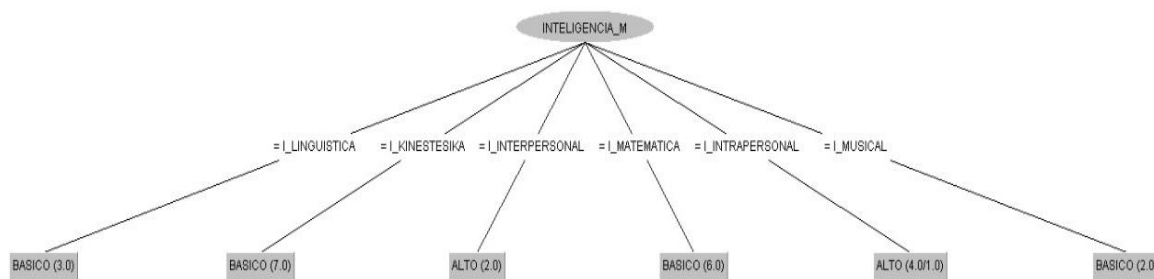 INTELIGENCIA_M
= I_LINGUISTICA = I_KINESTESIKA = I_INTERPERSONAL = I_MATEMATICA = I_INTRAPERSONAL = I_MUSICAL
BASICO (3.0) BASICO (7.0) ALTO (2.0) BASICO (6.0) ALTO (4.0/1.0) BASICO (2.0